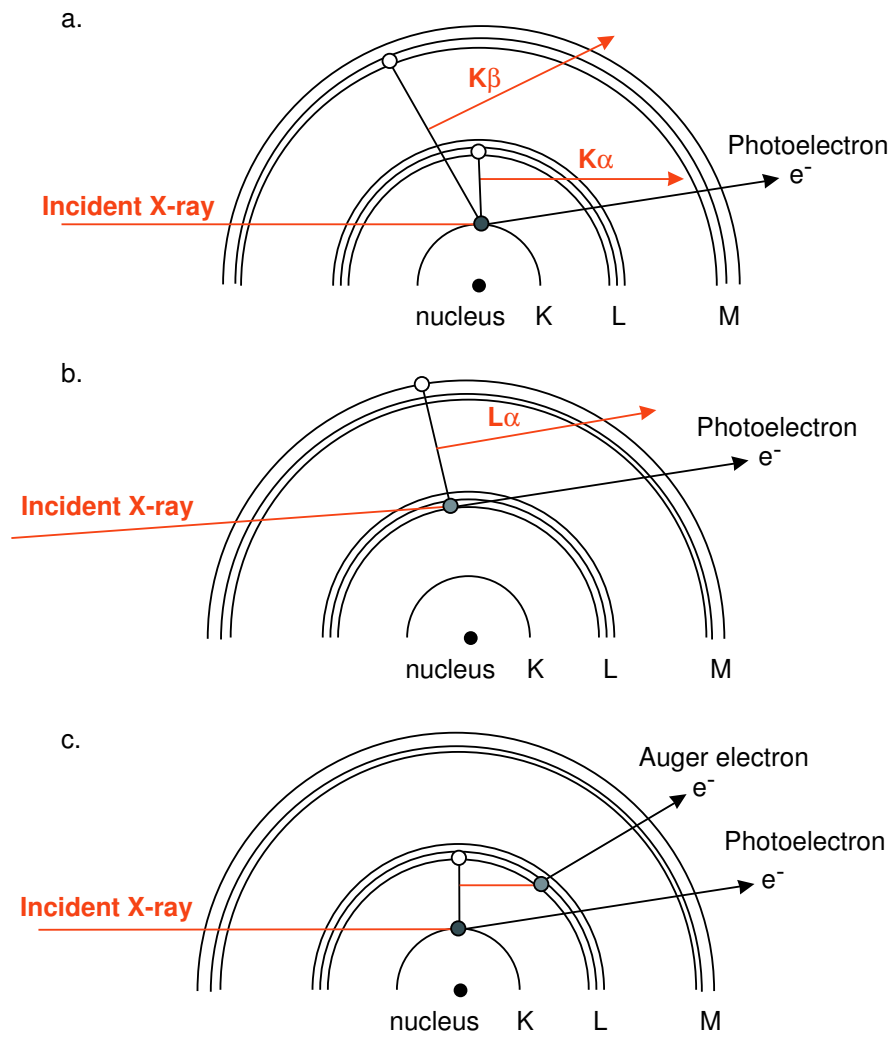 a.
Kβ
Kα
Photoelectron
e-
Incident X-ray
nucleus K L M
b.
Lα
Photoelectron
e-
Incident X-ray
nucleus K L M
c.
Auger electron
e-
Photoelectron
e-
Incident X-ray
nucleus K L M